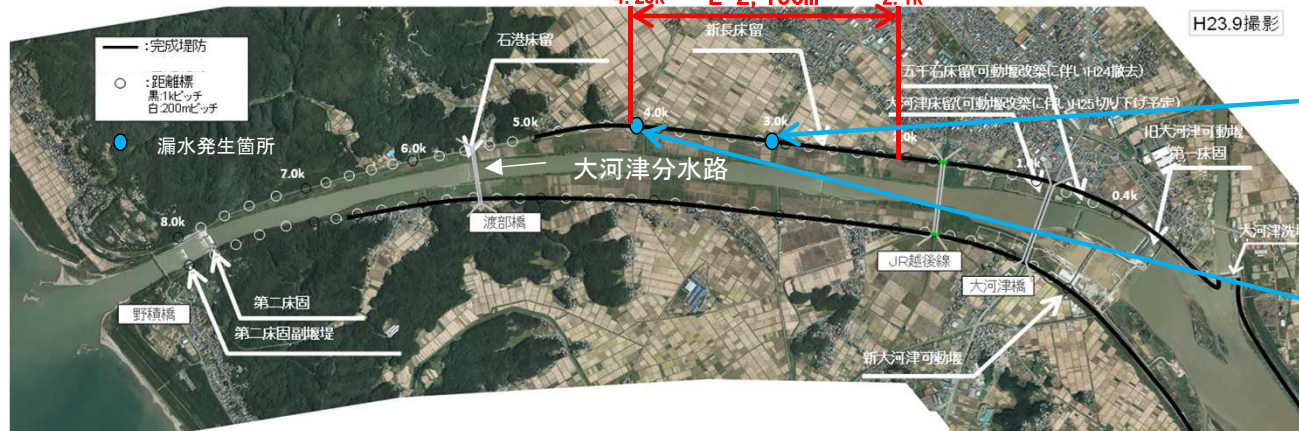 4.25k
L=2,150m
2.1k
H23.9撮影
:完成堤防
:距離標
黒:1kピッチ
白:200mピッチ
漏水発生箇所
石港床留
新長床留
五千石床留(可動堰改築に伴いH24撤去)
大河津床留(可動堰改築に伴いH25切り下げ予定)
旧大河津可動堰
第一床固
大河津洗堰
8.0k
7.0k
6.0k
5.0k
4.0k
3.0k
1.0k
0.4k
大河津分水路
渡部橋
JR越後線
大河津橋
新大河津可動堰
野積橋
第二床固
第二床固副堰堤